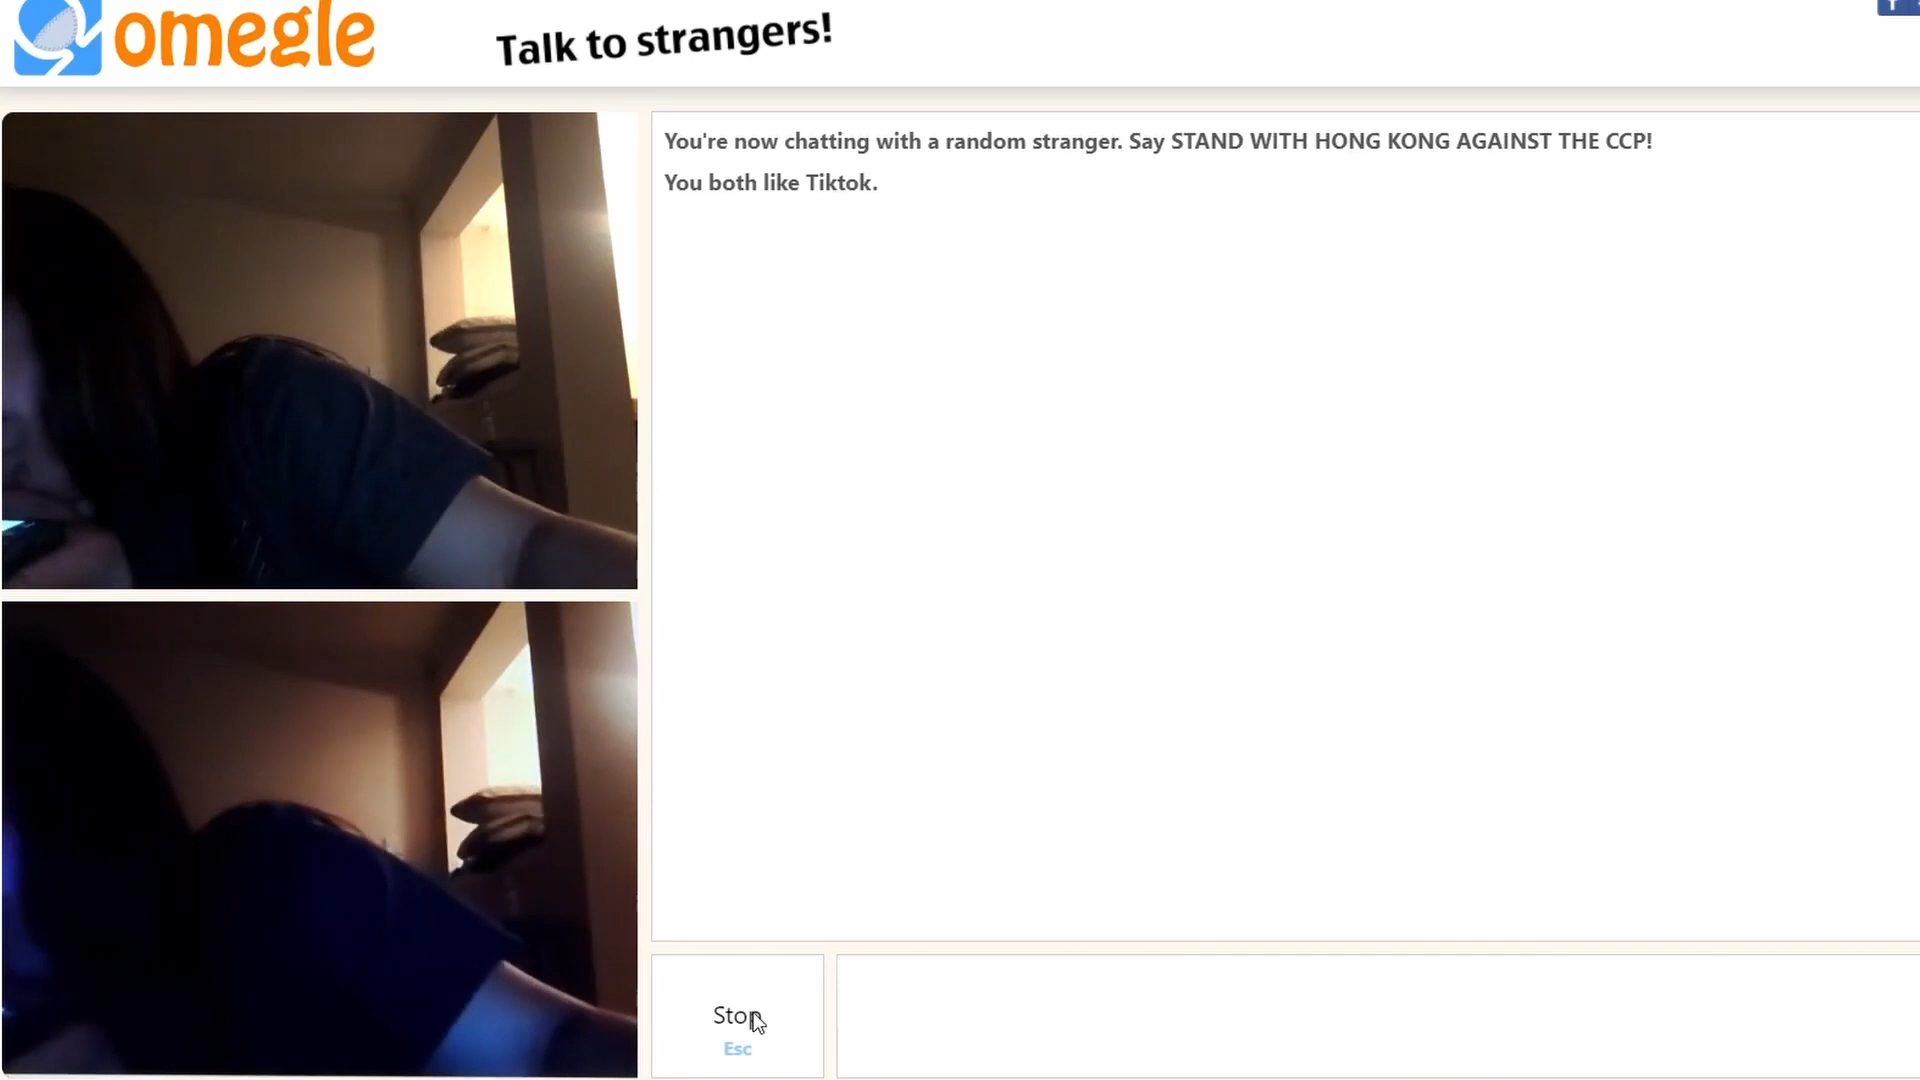 omegle
Talk to strangers!
You're now chatting with a random stranger. Say STAND WITH HONG KONG AGAINST THE CCP!
You both like Tiktok.
Stop
Esc